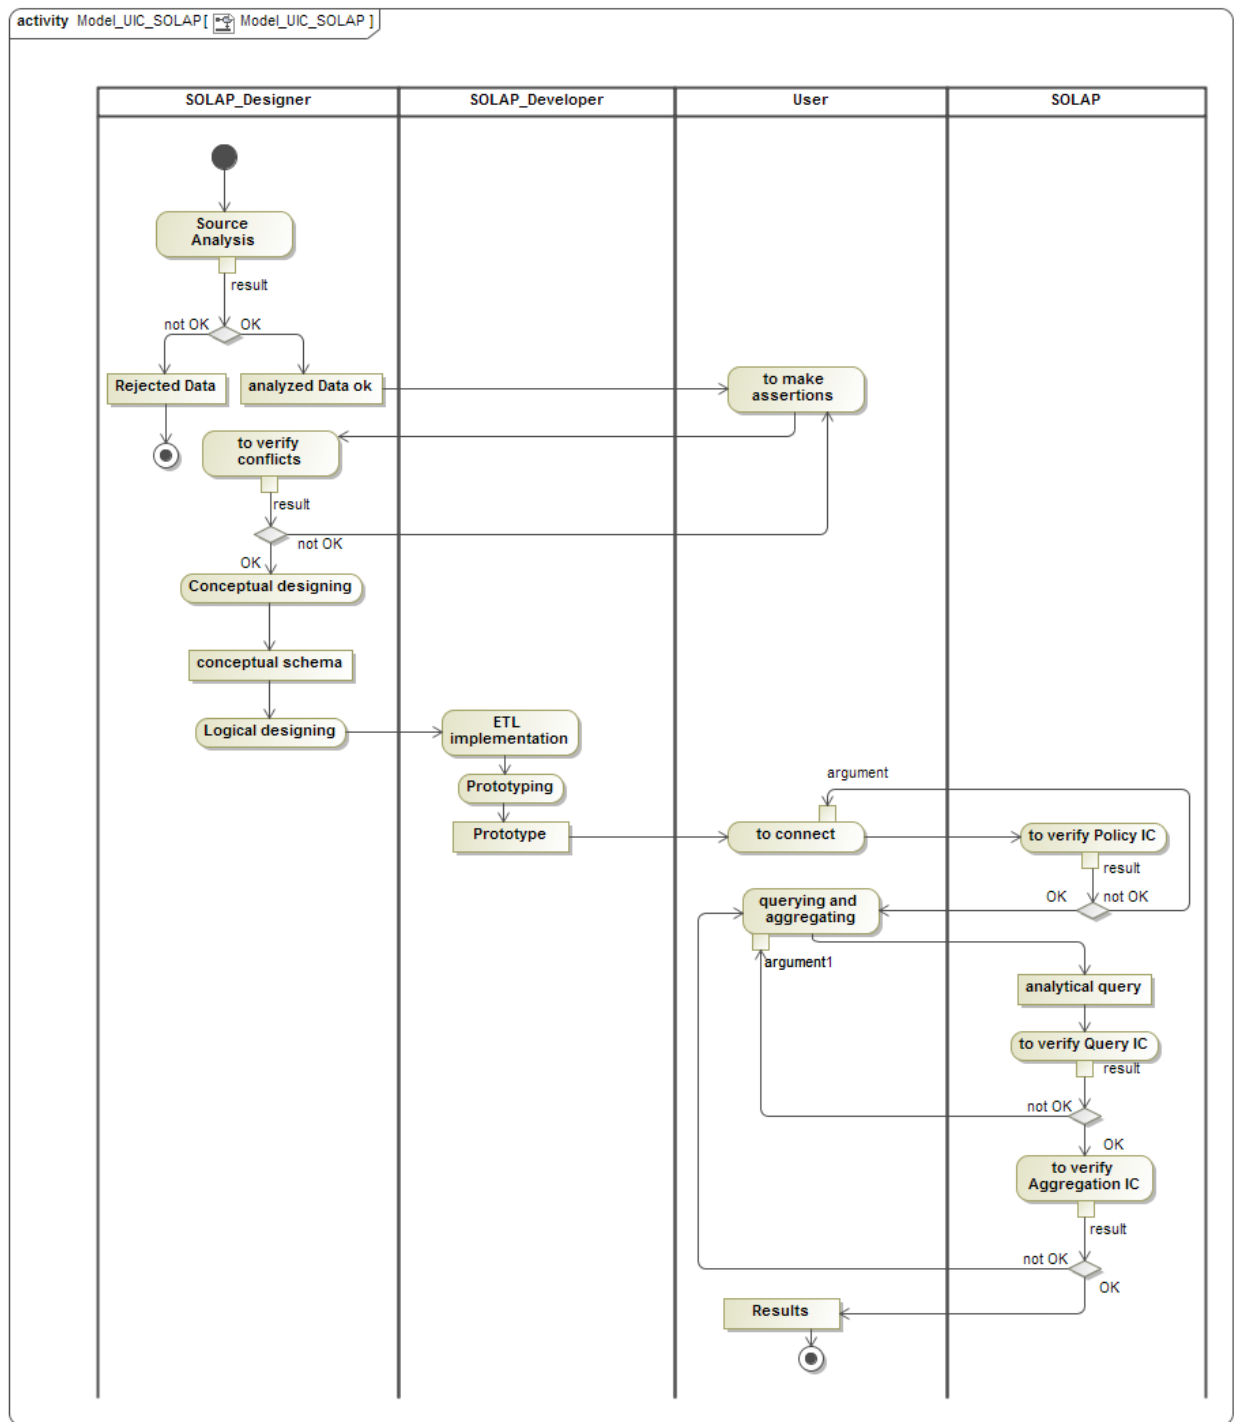 activity Model_UIC_SOLAP[ Model_UIC_SOLAP ]
SOLAP_Designer
SOLAP_Developer
User
SOLAP
Source
Analysis
result
not OK
OK
Rejected Data
analyzed Data ok
to make
assertions
to verify
conflicts
result
not OK
OK
Conceptual designing
conceptual schema
Logical designing
ETL
implementation
Prototyping
Prototype
argument
to connect
to verify Policy IC
result
OK
not OK
querying and
aggregating
argument1
analytical query
to verify Query IC
result
not OK
OK
to verify
Aggregation IC
result
not OK
OK
Results